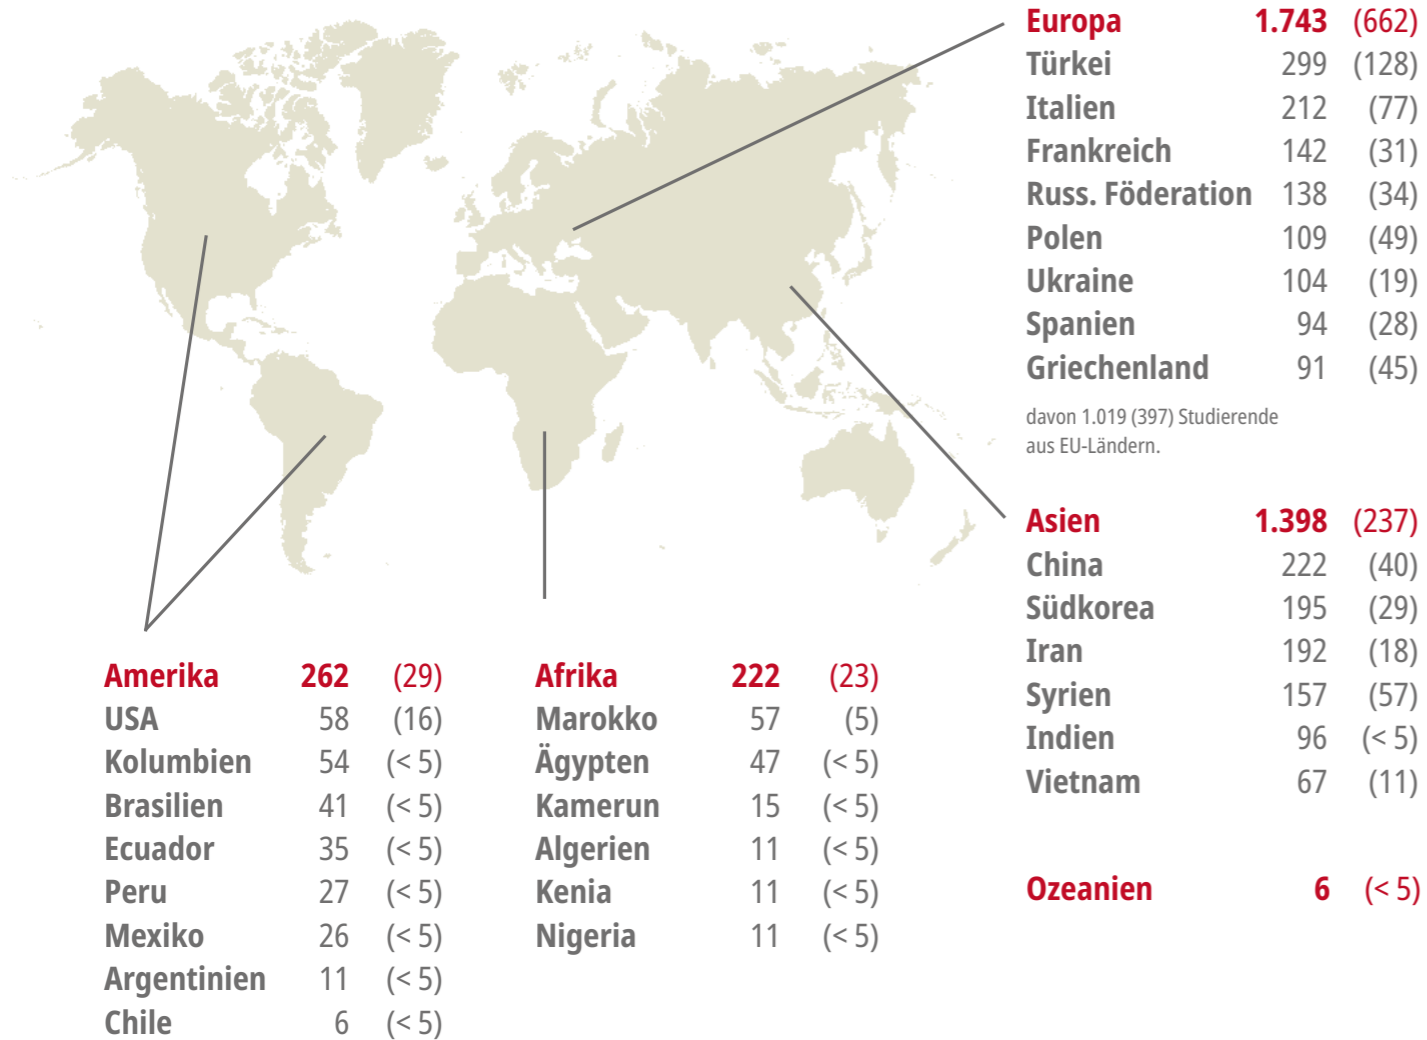 Europa 1.743 (662)
Türkei 299 (128)
Italien 212 (77)
Frankreich 142 (31)
Russ. Föderation 138 (34)
Polen 109 (49)
Ukraine 104 (19)
Spanien 94 (28)
Griechenland 91 (45)
davon 1.019 (397) Studierende
aus EU-Ländern.
Asien 1.398 (237)
China 222 (40)
Südkorea 195 (29)
Iran 192 (18)
Syrien 157 (57)
Indien 96 (< 5)
Vietnam 67 (11)
Ozeanien 6 (< 5)
Amerika 262 (29)
USA 58 (16)
Kolumbien 54 (< 5)
Brasilien 41 (< 5)
Ecuador 35 (< 5)
Peru 27 (< 5)
Mexiko 26 (< 5)
Argentinien 11 (< 5)
Chile 6 (< 5)
Afrika 222 (23)
Marokko 57 (5)
Ägypten 47 (< 5)
Kamerun 15 (< 5)
Algerien 11 (< 5)
Kenia 11 (< 5)
Nigeria 11 (< 5)